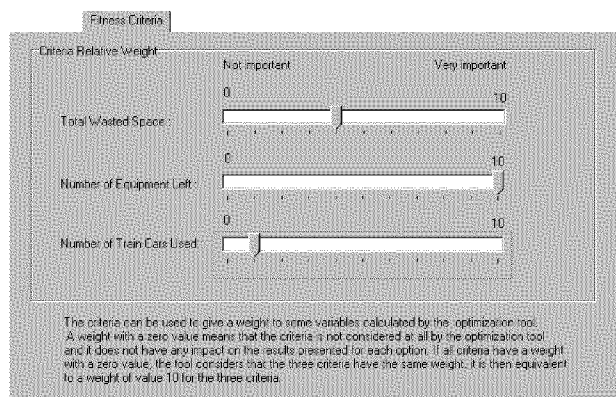 Fitness Criteria
Criteria Relative Weight
Not important Very important
0 10
Total Wasted Space :
0 10
Number of Equipment Left :
0 10
Number of Train Cars Used:
The criteria can be used to give a weight to some variables calculated by the optimization tool.
A weight with a zero value means that the criteria is not considered at all by the optimization tool
and it does not have any impact on the results presented for each option. If all criteria have a weight
with a zero value, the tool considers that the three criteria have the same weight, it is then equivalent
to a weight of value 10 for the three criteria.